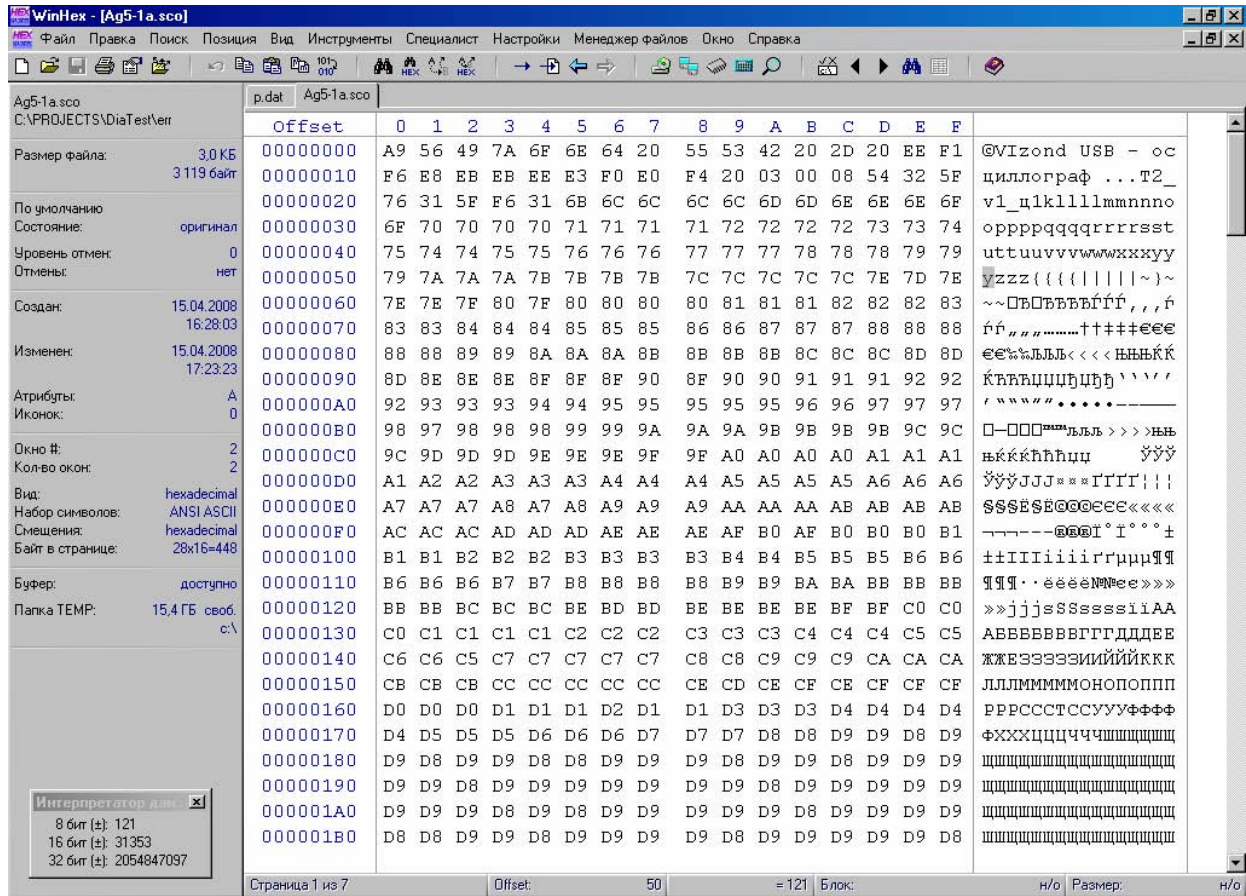 WinHex - [Ag5-1a.sco]
Файл Правка Поиск Позиция Вид Инструменты Специалист Настройки Менеджер файлов Окно Справка
p.dat Ag5-1a.sco
Ag5-1a.sco
C:\PROJECTS\DiaTest\err
Размер файла: 3,0 КБ
3 119 байт
По умолчанию
Состояние: оригинал
Уровень отмен: 0
Отмены: нет
Создан: 15.04.2008
16:28:03
Изменен: 15.04.2008
17:23:23
Атрибуты: A
Иконок: 0
Окно #: 2
Кол-во окон: 2
Вид: hexadecimal
Набор символов: ANSI ASCII
Смещения: hexadecimal
Байт в странице: 28x16=448
Буфер: доступно
Папка TEMP: 15,4 ГБ своб.
c:\
Интерпретатор
8 бит (±): 121
16 бит (±): 31353
32 бит (±): 2054847097
Offset 0 1 2 3 4 5 6 7 8 9 A B C D E F
00000000 A9 56 49 7A 6F 6E 64 20 55 53 42 20 2D 20 EE F1 ©VIzond USB - ос
00000010 F6 E8 EB EB EE E3 F0 E0 F4 20 03 00 08 54 32 5F циллограф ...T2_
00000020 76 31 5F F6 31 6B 6C 6C 6C 6C 6D 6D 6E 6E 6E 6F v1_ц1kllllmmnnno
00000030 6F 70 70 70 70 71 71 71 71 72 72 72 72 73 73 74 oppppqqqqrrrrsst
00000040 75 74 74 75 75 76 76 76 77 77 77 78 78 78 79 79 uttuuvvvwwwxxxyy
00000050 79 7A 7A 7A 7B 7B 7B 7B 7C 7C 7C 7C 7C 7E 7D 7E yzzz{{{{|||||~}~
00000060 7E 7E 7F 80 7F 80 80 80 80 81 81 81 82 82 82 83 ~~□Ђ□ЂЂЂЂЃЃЃ‚‚‚ѓ
00000070 83 83 84 84 84 85 85 85 86 86 87 87 87 88 88 88 ѓѓ„„„………††‡‡‡€€€
00000080 88 88 89 89 8A 8A 8A 8B 8B 8B 8B 8C 8C 8C 8D 8D €€‰‰ЉЉЉ‹‹‹‹ЊЊЊЌЌ
00000090 8D 8E 8E 8E 8F 8F 8F 90 8F 90 90 91 91 91 92 92 ЌЋЋЋЏЏЏђЏђђ‘‘‘’’
000000A0 92 93 93 93 94 94 95 95 95 95 95 96 96 97 97 97 ’“““””•••••––———
000000B0 98 97 98 98 98 99 99 9A 9A 9A 9B 9B 9B 9B 9C 9C □—□□□™™љљљ››››њњ
000000C0 9C 9D 9D 9D 9E 9E 9E 9F 9F A0 A0 A0 A0 A1 A1 A1 њќќќћћћџџ    ЎЎЎ
000000D0 A1 A2 A2 A3 A3 A3 A4 A4 A4 A5 A5 A5 A5 A6 A6 A6 ЎўўЈЈЈ¤¤¤ҐҐҐҐ¦¦¦
000000E0 A7 A7 A7 A8 A7 A8 A9 A9 A9 AA AA AA AB AB AB AB §§§Ё§Ё©©©ЄЄЄ««««
000000F0 AC AC AC AD AD AD AE AE AE AF B0 AF B0 B0 B0 B1 ¬¬¬---®®®Ї°Ї°°°±
00000100 B1 B1 B2 B2 B2 B3 B3 B3 B3 B4 B4 B5 B5 B5 B6 B6 ±±ІІІііііґґµµµ¶¶
00000110 B6 B6 B6 B7 B7 B8 B8 B8 B8 B9 B9 BA BA BB BB BB ¶¶¶··ёёёё№№єє»»»
00000120 BB BB BC BC BC BE BD BD BE BE BE BE BF BF C0 C0 »»јјјѕЅЅѕѕѕѕїїАА
00000130 C0 C1 C1 C1 C1 C2 C2 C2 C3 C3 C3 C4 C4 C4 C5 C5 АББББВВВГГГДДДЕЕ
00000140 C6 C6 C5 C7 C7 C7 C7 C7 C8 C8 C9 C9 C9 CA CA CA ЖЖЕЗЗЗЗЗИИЙЙЙККК
00000150 CB CB CB CC CC CC CC CC CE CD CE CF CE CF CF CF ЛЛЛМММММОНОПОППП
00000160 D0 D0 D0 D1 D1 D1 D2 D1 D1 D3 D3 D3 D4 D4 D4 D4 РРРСССТССУУУФФФФ
00000170 D4 D5 D5 D5 D6 D6 D6 D7 D7 D7 D8 D8 D9 D9 D8 D9 ФХХХЦЦЦЧЧЧШШЩЩШЩ
00000180 D9 D8 D9 D9 D8 D8 D9 D9 D9 D9 D8 D9 D9 D9 D9 D9 ЩШЩЩШШЩЩЩЩШЩЩЩЩЩ
00000190 D9 D9 D8 D9 D9 D9 D9 D9 D9 D9 D8 D9 D9 D9 D9 D9 ЩЩШЩЩЩЩЩЩЩШЩЩЩЩЩ
000001A0 D9 D9 D9 D8 D9 D8 D9 D9 D9 D9 D9 D9 D9 D9 D9 D9 ЩЩЩШЩШЩЩЩЩЩЩЩЩЩЩ
000001B0 D8 D8 D9 D9 D8 D9 D9 D9 D9 D8 D9 D9 D9 D9 D9 D8 ШШЩЩШЩЩЩЩШЩЩЩЩЩШ
Страница 1 из 7 Offset: 50 = 121 Блок: н/о Размер: н/о